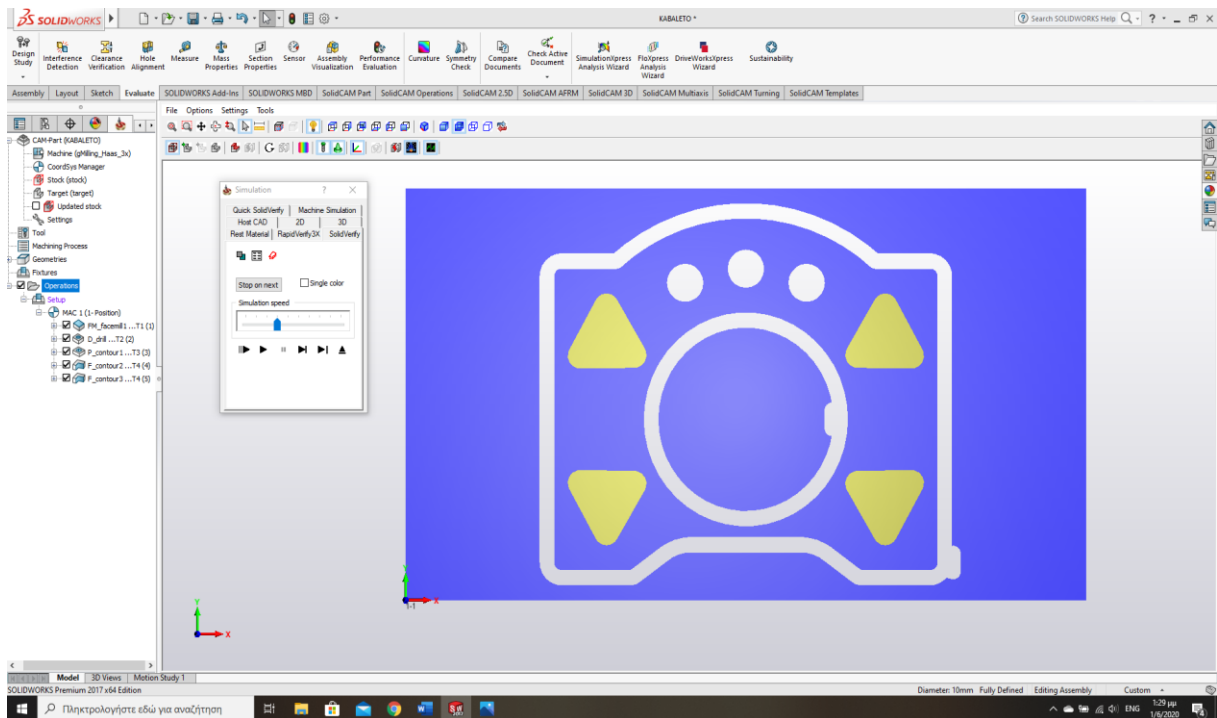 SOLIDWORKS
KABALETO *
Search SOLIDWORKS Help
Design Study
Interference Detection
Clearance Verification
Hole Alignment
Measure
Mass Properties
Section Properties
Sensor
Assembly Visualization
Performance Evaluation
Curvature
Symmetry Check
Compare Documents
Check Active Document
SimulationXpress Analysis Wizard
FloXpress Analysis Wizard
DriveWorksXpress Wizard
Sustainability
Assembly Layout Sketch Evaluate SOLIDWORKS Add-Ins SOLIDWORKS MBD SolidCAM Part SolidCAM Operations SolidCAM 2.5D SolidCAM AFRM SolidCAM 3D SolidCAM Multiaxis SolidCAM Turning SolidCAM Templates
File Options Settings Tools
CAM-Part (KABALETO)
Machine (gMilling_Haas_3x)
CoordSys Manager
Stock (stock)
Target (target)
Updated stock
Settings
Tool
Machining Process
Geometries
Fixtures
Operations
Setup
MAC 1 (1- Position)
FM_facemill1 ...T1 (1)
D_drill ...T2 (2)
P_contour1 ...T3 (3)
F_contour2 ...T4 (4)
F_contour3 ...T4 (5)
Simulation ? X
Quick SolidVerify Machine Simulation
Host CAD 2D 3D
Rest Material RapidVerify3X SolidVerify
Stop on next Single color
Simulation speed
Y
X
1-1
Y
X
Model 3D Views Motion Study 1
SOLIDWORKS Premium 2017 x64 Edition
Diameter: 10mm Fully Defined Editing Assembly Custom
Πληκτρολογήστε εδώ για αναζήτηση
ENG
1:29 μμ
1/6/2020